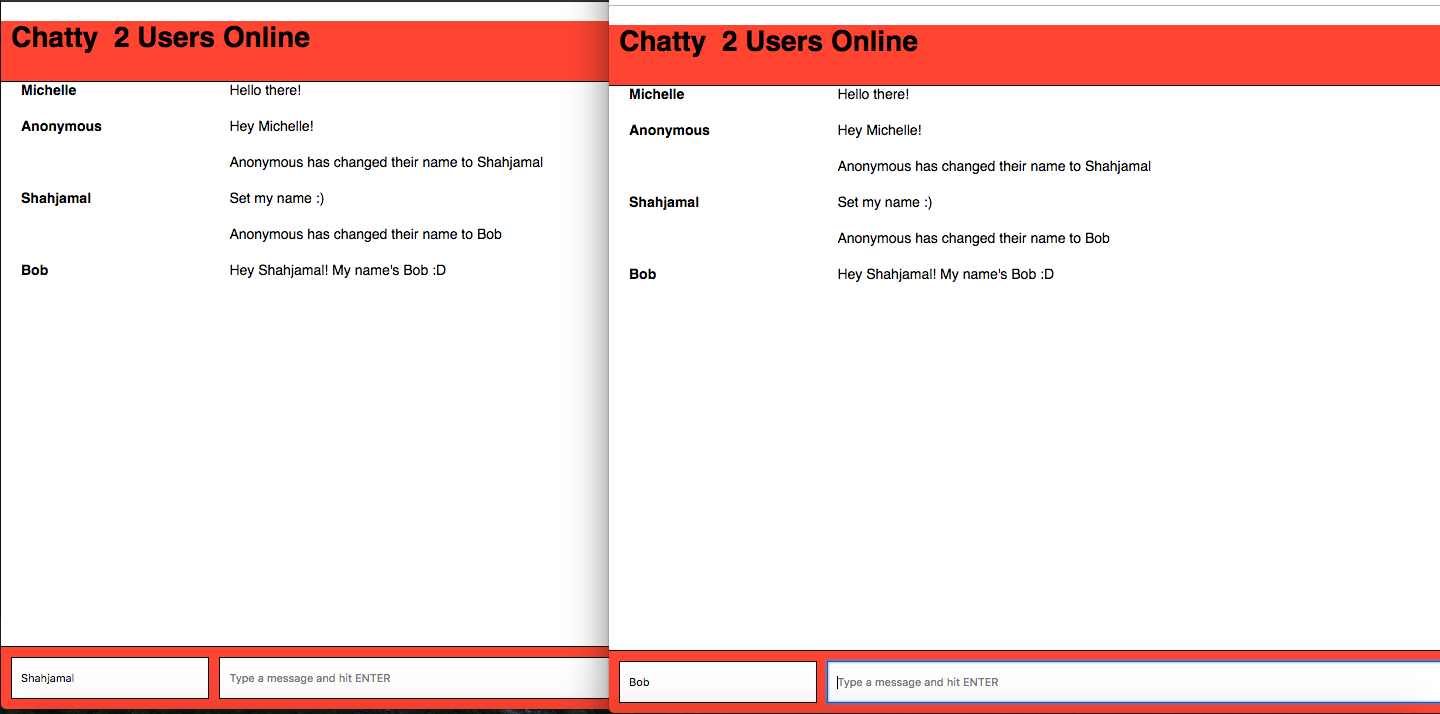 Chatty 2 Users Online
Michelle Hello there!
Anonymous Hey Michelle!
Anonymous has changed their name to Shahjamal
Shahjamal Set my name :)
Anonymous has changed their name to Bob
Bob Hey Shahjamal! My name's Bob :D
Shahjamal Type a message and hit ENTER
Chatty 2 Users Online
Michelle Hello there!
Anonymous Hey Michelle!
Anonymous has changed their name to Shahjamal
Shahjamal Set my name :)
Anonymous has changed their name to Bob
Bob Hey Shahjamal! My name's Bob :D
Bob Type a message and hit ENTER